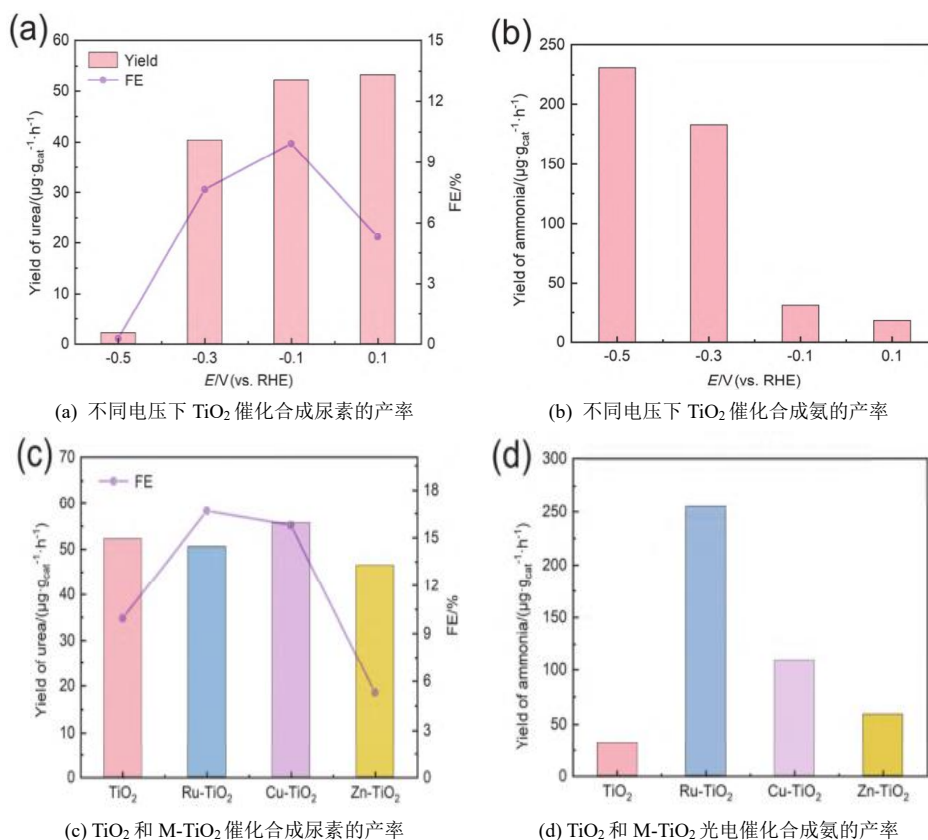 (a)
60
50
40
30
20
10
0
Yield of urea/(μg·gcat⁻¹·h⁻¹)
Yield
FE
15
12
9
6
3
0
FE/%
-0.5 -0.3 -0.1 0.1
E/V(vs. RHE)
(a) 不同电压下 TiO₂ 催化合成尿素的产率
(b)
250
200
150
100
50
0
Yield of ammonia/(μg·gcat⁻¹·h⁻¹)
-0.5 -0.3 -0.1 0.1
E/V(vs. RHE)
(b) 不同电压下 TiO₂ 催化合成氨的产率
(c)
70
60
50
40
30
20
10
0
Yield of urea/(μg·gcat⁻¹·h⁻¹)
FE
18
15
12
9
6
3
0
FE/%
TiO₂ Ru-TiO₂ Cu-TiO₂ Zn-TiO₂
(c) TiO₂ 和 M-TiO₂ 催化合成尿素的产率
(d)
300
250
200
150
100
50
0
Yield of ammonia/(μg·gcat⁻¹·h⁻¹)
TiO₂ Ru-TiO₂ Cu-TiO₂ Zn-TiO₂
(d) TiO₂ 和 M-TiO₂ 光电催化合成氨的产率